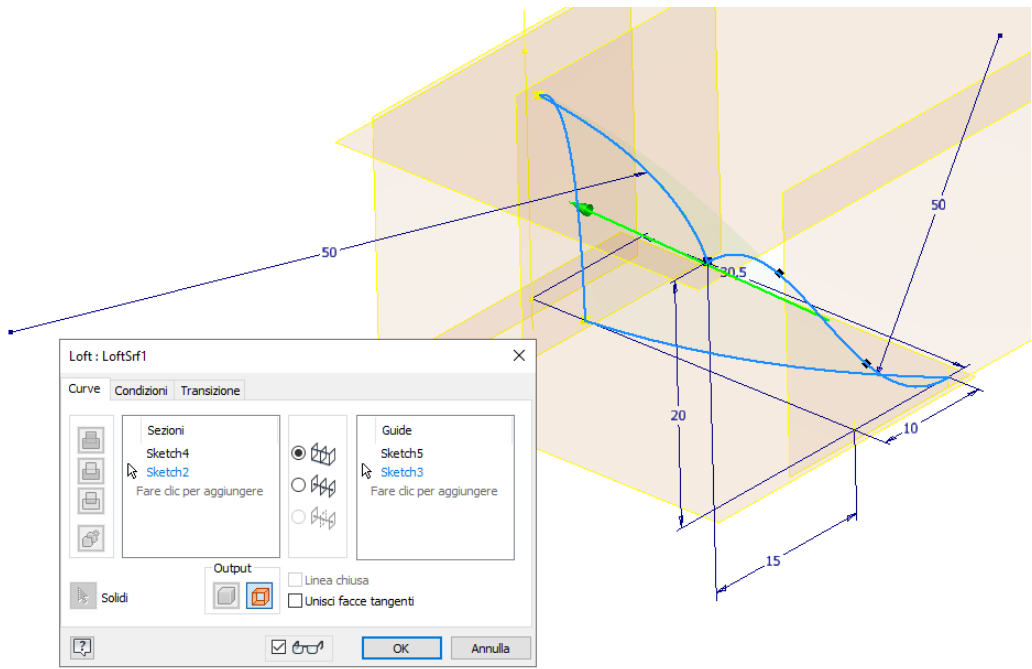 50
50
30,5
20
10
15
Loft : LoftSrf1
Curve Condizioni Transizione
Sezioni
Sketch4
Sketch2
Fare clic per aggiungere
Guide
Sketch5
Sketch3
Fare clic per aggiungere
Solidi
Output
Linea chiusa
Unisci facce tangenti
?
OK
Annulla